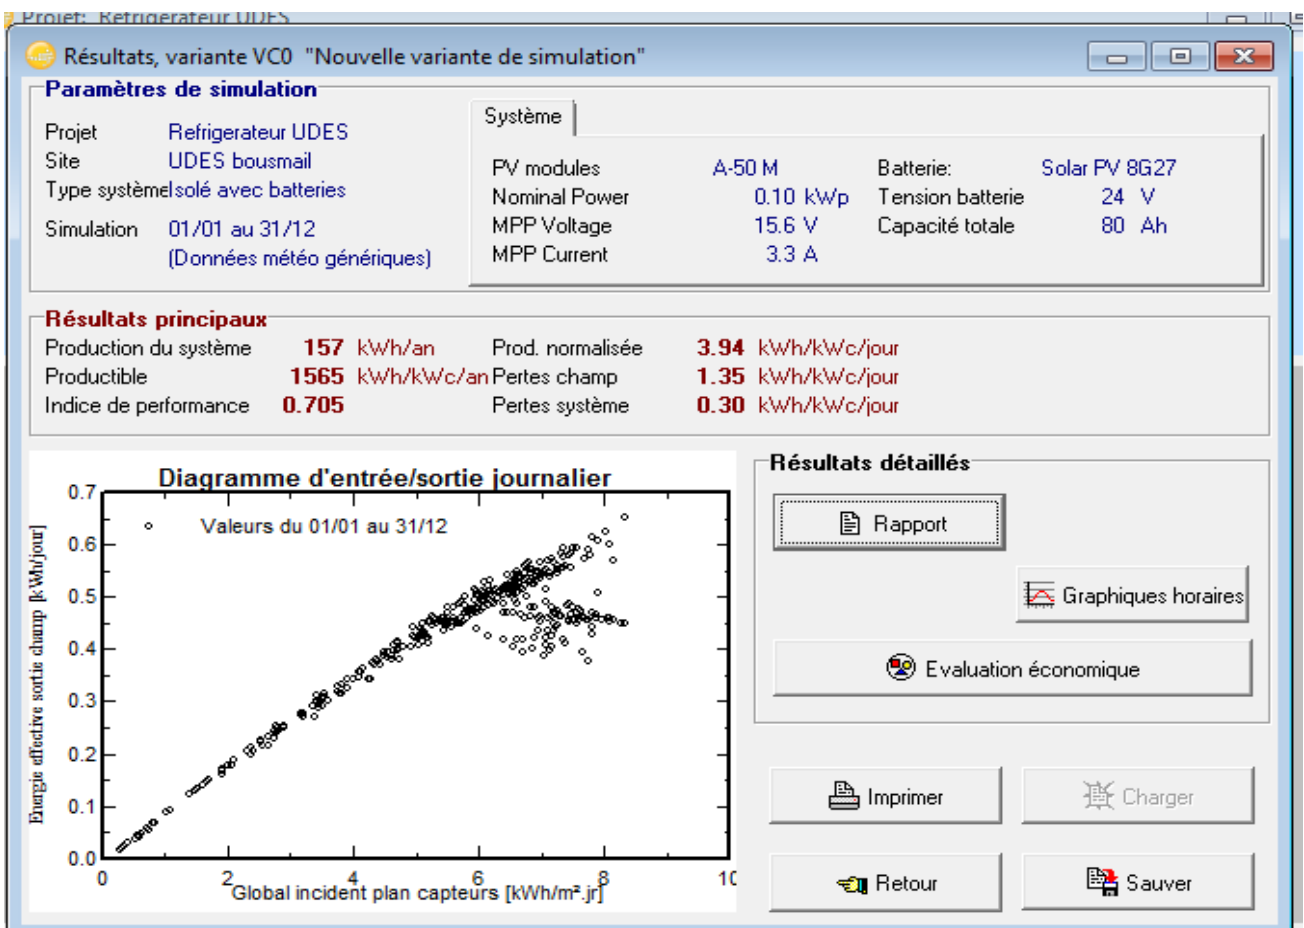 Projet: Refrigerateur UDES
Résultats, variante VC0 "Nouvelle variante de simulation"
Paramètres de simulation
Projet Refrigerateur UDES
Site UDES bousmail
Type système Isolé avec batteries
Simulation 01/01 au 31/12
(Données météo génériques)
Système
PV modules A-50 M Batterie: Solar PV 8G27
Nominal Power 0.10 kWp Tension batterie 24 V
MPP Voltage 15.6 V Capacité totale 80 Ah
MPP Current 3.3 A
Résultats principaux
Production du système 157 kWh/an Prod. normalisée 3.94 kWh/kWc/jour
Productible 1565 kWh/kWc/an Pertes champ 1.35 kWh/kWc/jour
Indice de performance 0.705 Pertes système 0.30 kWh/kWc/jour
Diagramme d'entrée/sortie journalier
Valeurs du 01/01 au 31/12
Energie effective sortie champ [kWh/jour]
0.7
0.6
0.5
0.4
0.3
0.2
0.1
0.0
0 2 4 6 8 10
Global incident plan capteurs [kWh/m².jr]
Résultats détaillés
Rapport
Graphiques horaires
Evaluation économique
Imprimer Charger
Retour Sauver